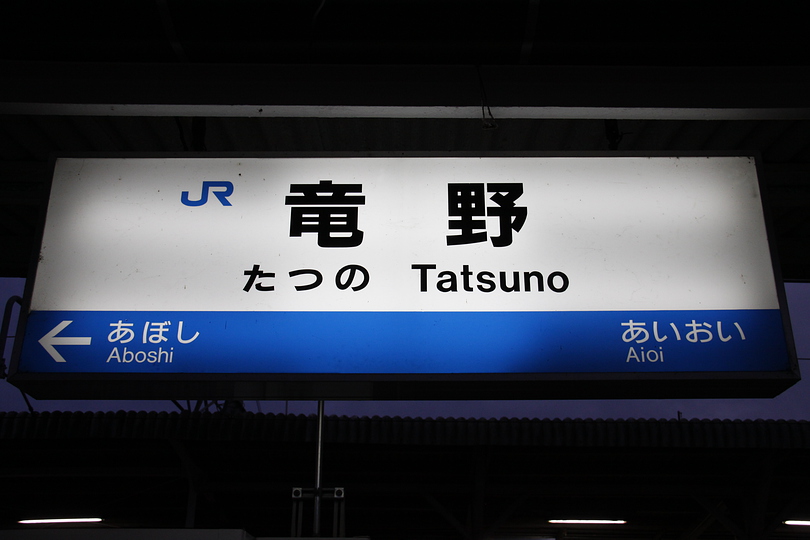 JR 竜野
たつの Tatsuno
← あぼし あいおい
Aboshi Aioi